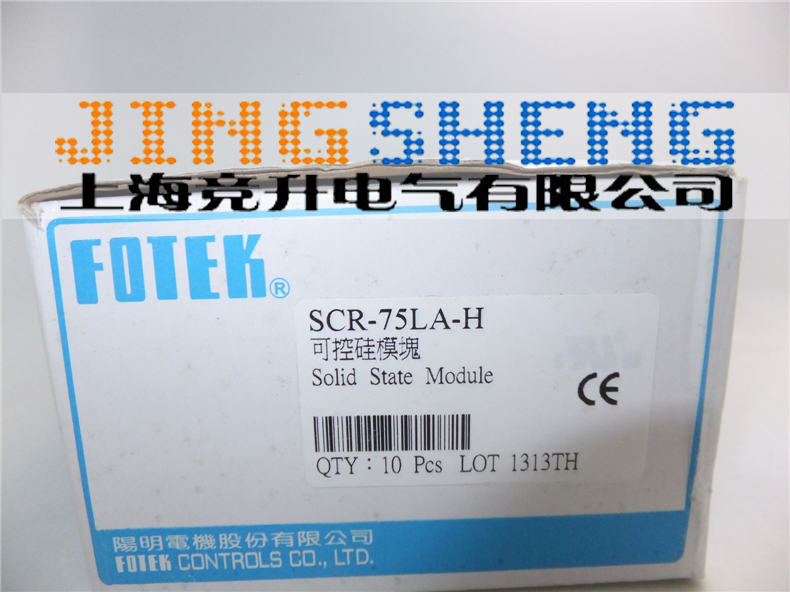 JINGSHENG
上海亮升电气有限公司
FOTEK®
SCR-75LA-H
可控硅模塊
Solid State Module
CE
QTY : 10 Pcs LOT 1313TH
陽明電機股份有限公司
FOTEK CONTROLS CO., LTD.